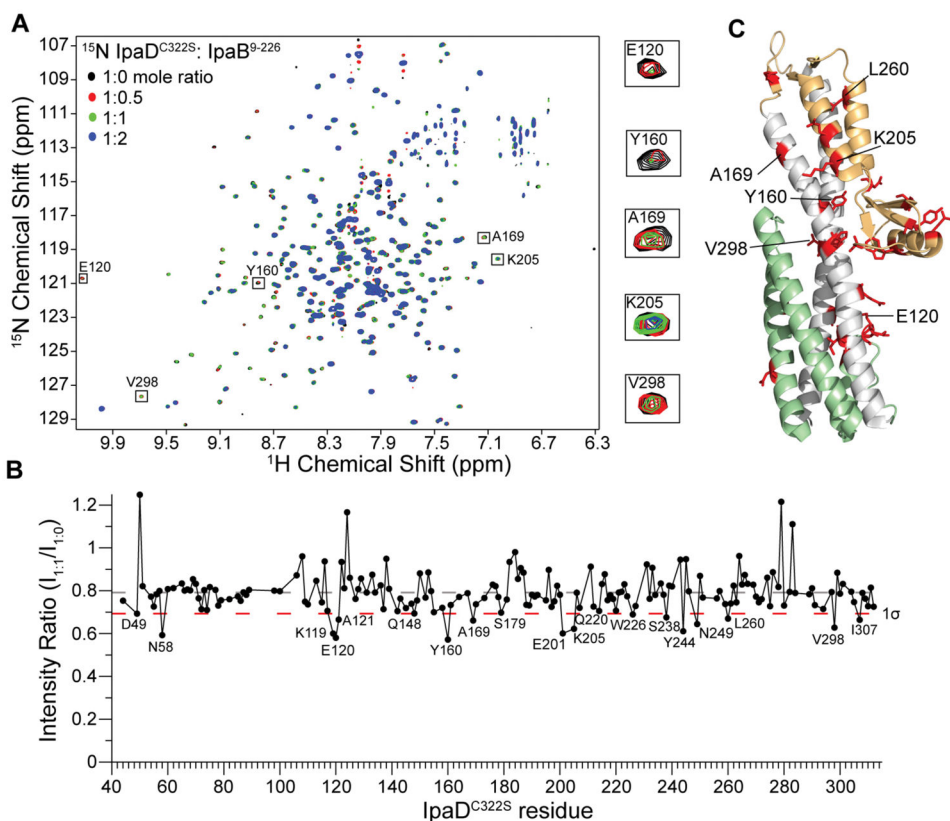 A
15N IpaD^C322S: IpaB^9-226
1:0 mole ratio
1:0.5
1:1
1:2
107
109
111
113
115
117
119
121
123
125
127
129
15N Chemical Shift (ppm)
E120
Y160
A169
K205
V298
9.9 9.5 9.1 8.7 8.3 7.9 7.5 7.1 6.7 6.3
1H Chemical Shift (ppm)
E120
Y160
A169
K205
V298
C
L260
K205
A169
Y160
V298
E120
B
1.2
1
0.8
0.6
0.4
0.2
0
Intensity Ratio (I1:1/I1:0)
1σ
D49
N58
K119
E120
A121
Q148
Y160
A169
S179
E201
K205
Q220
W226
S238
Y244
N249
L260
V298
I307
40 60 80 100 120 140 160 180 200 220 240 260 280 300
IpaD^C322S residue